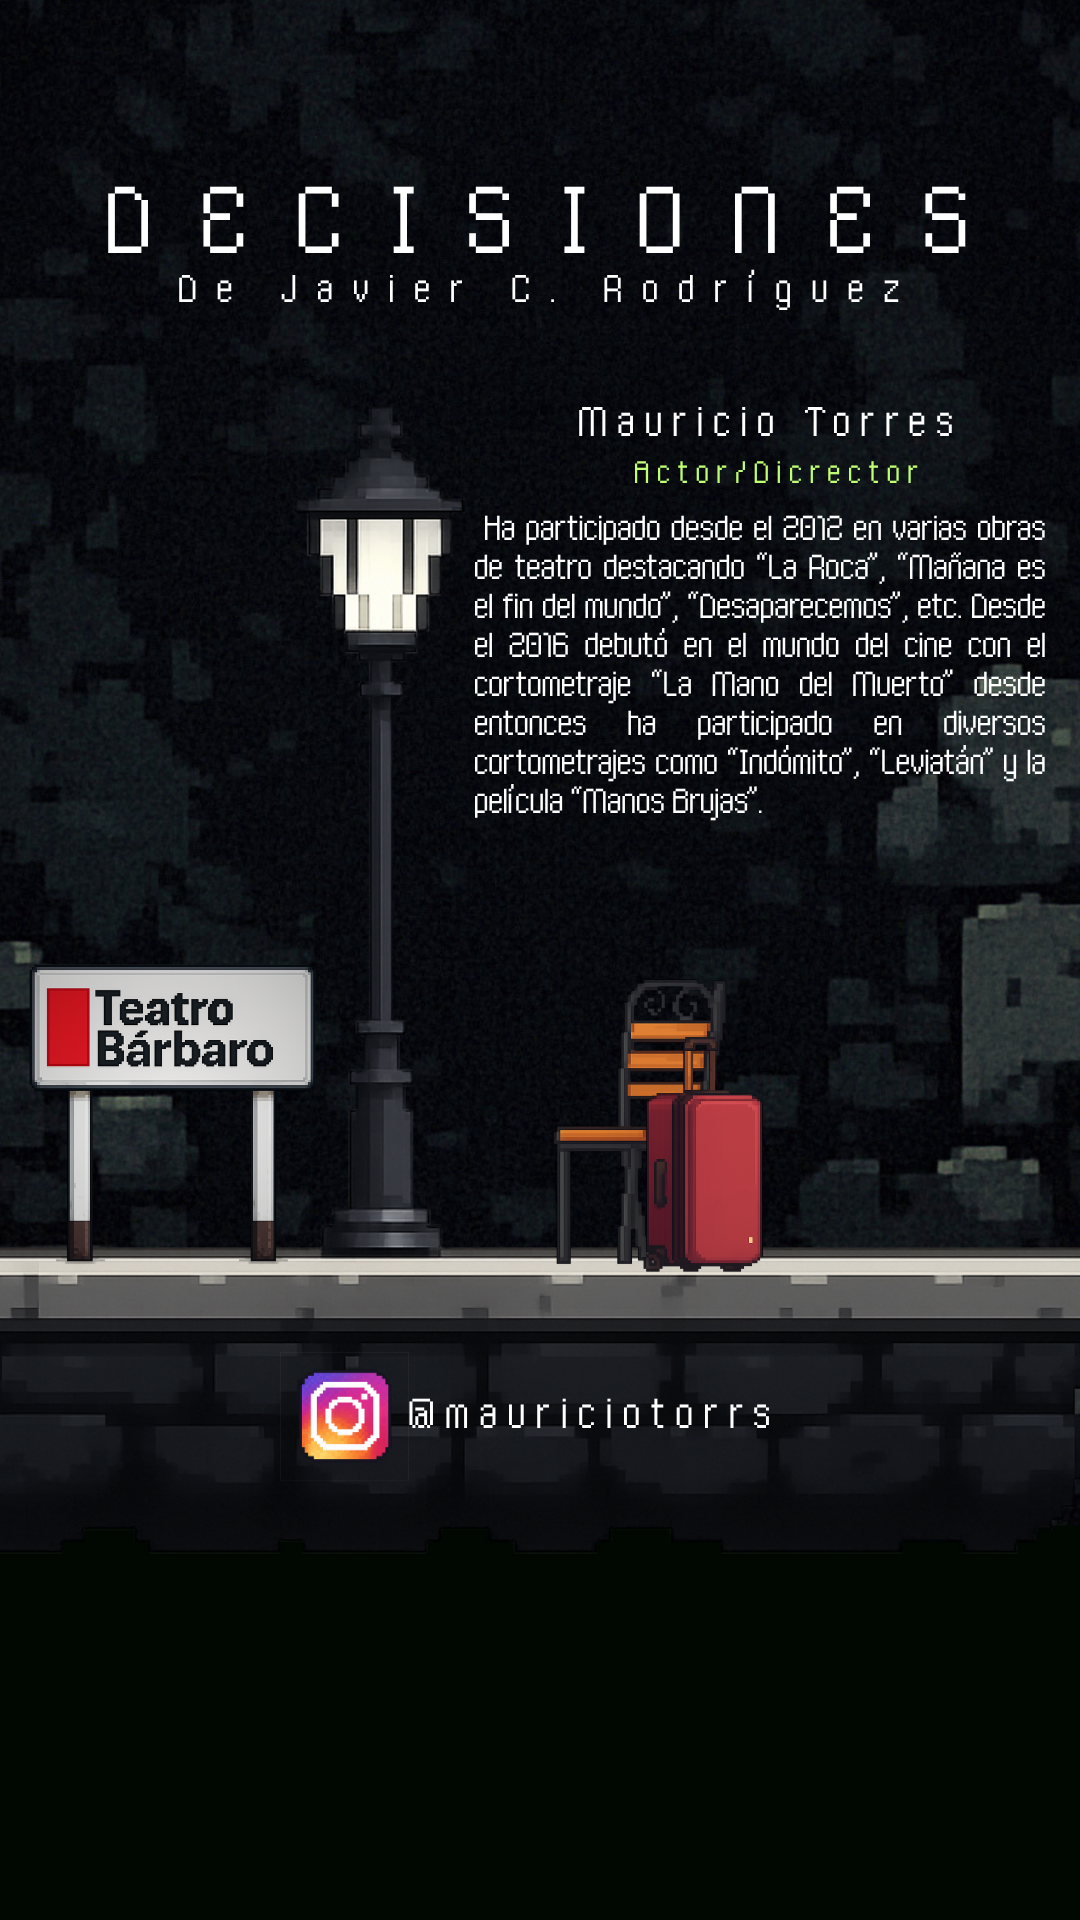 DECISIONES
De Javier C. Rodríguez
Mauricio Torres
Actor/Dicrector
Ha participado desde el 2012 en varias obras
de teatro destacando “La Roca”, “Mañana es
el fin del mundo”, “Desaparecemos”, etc. Desde
el 2016 debutó en el mundo del cine con el
cortometraje “La Mano del Muerto” desde
entonces ha participado en diversos
cortometrajes como “Indómito”, “Leviatán” y la
película “Manos Brujas”.
Teatro
Bárbaro
@mauriciotorrs